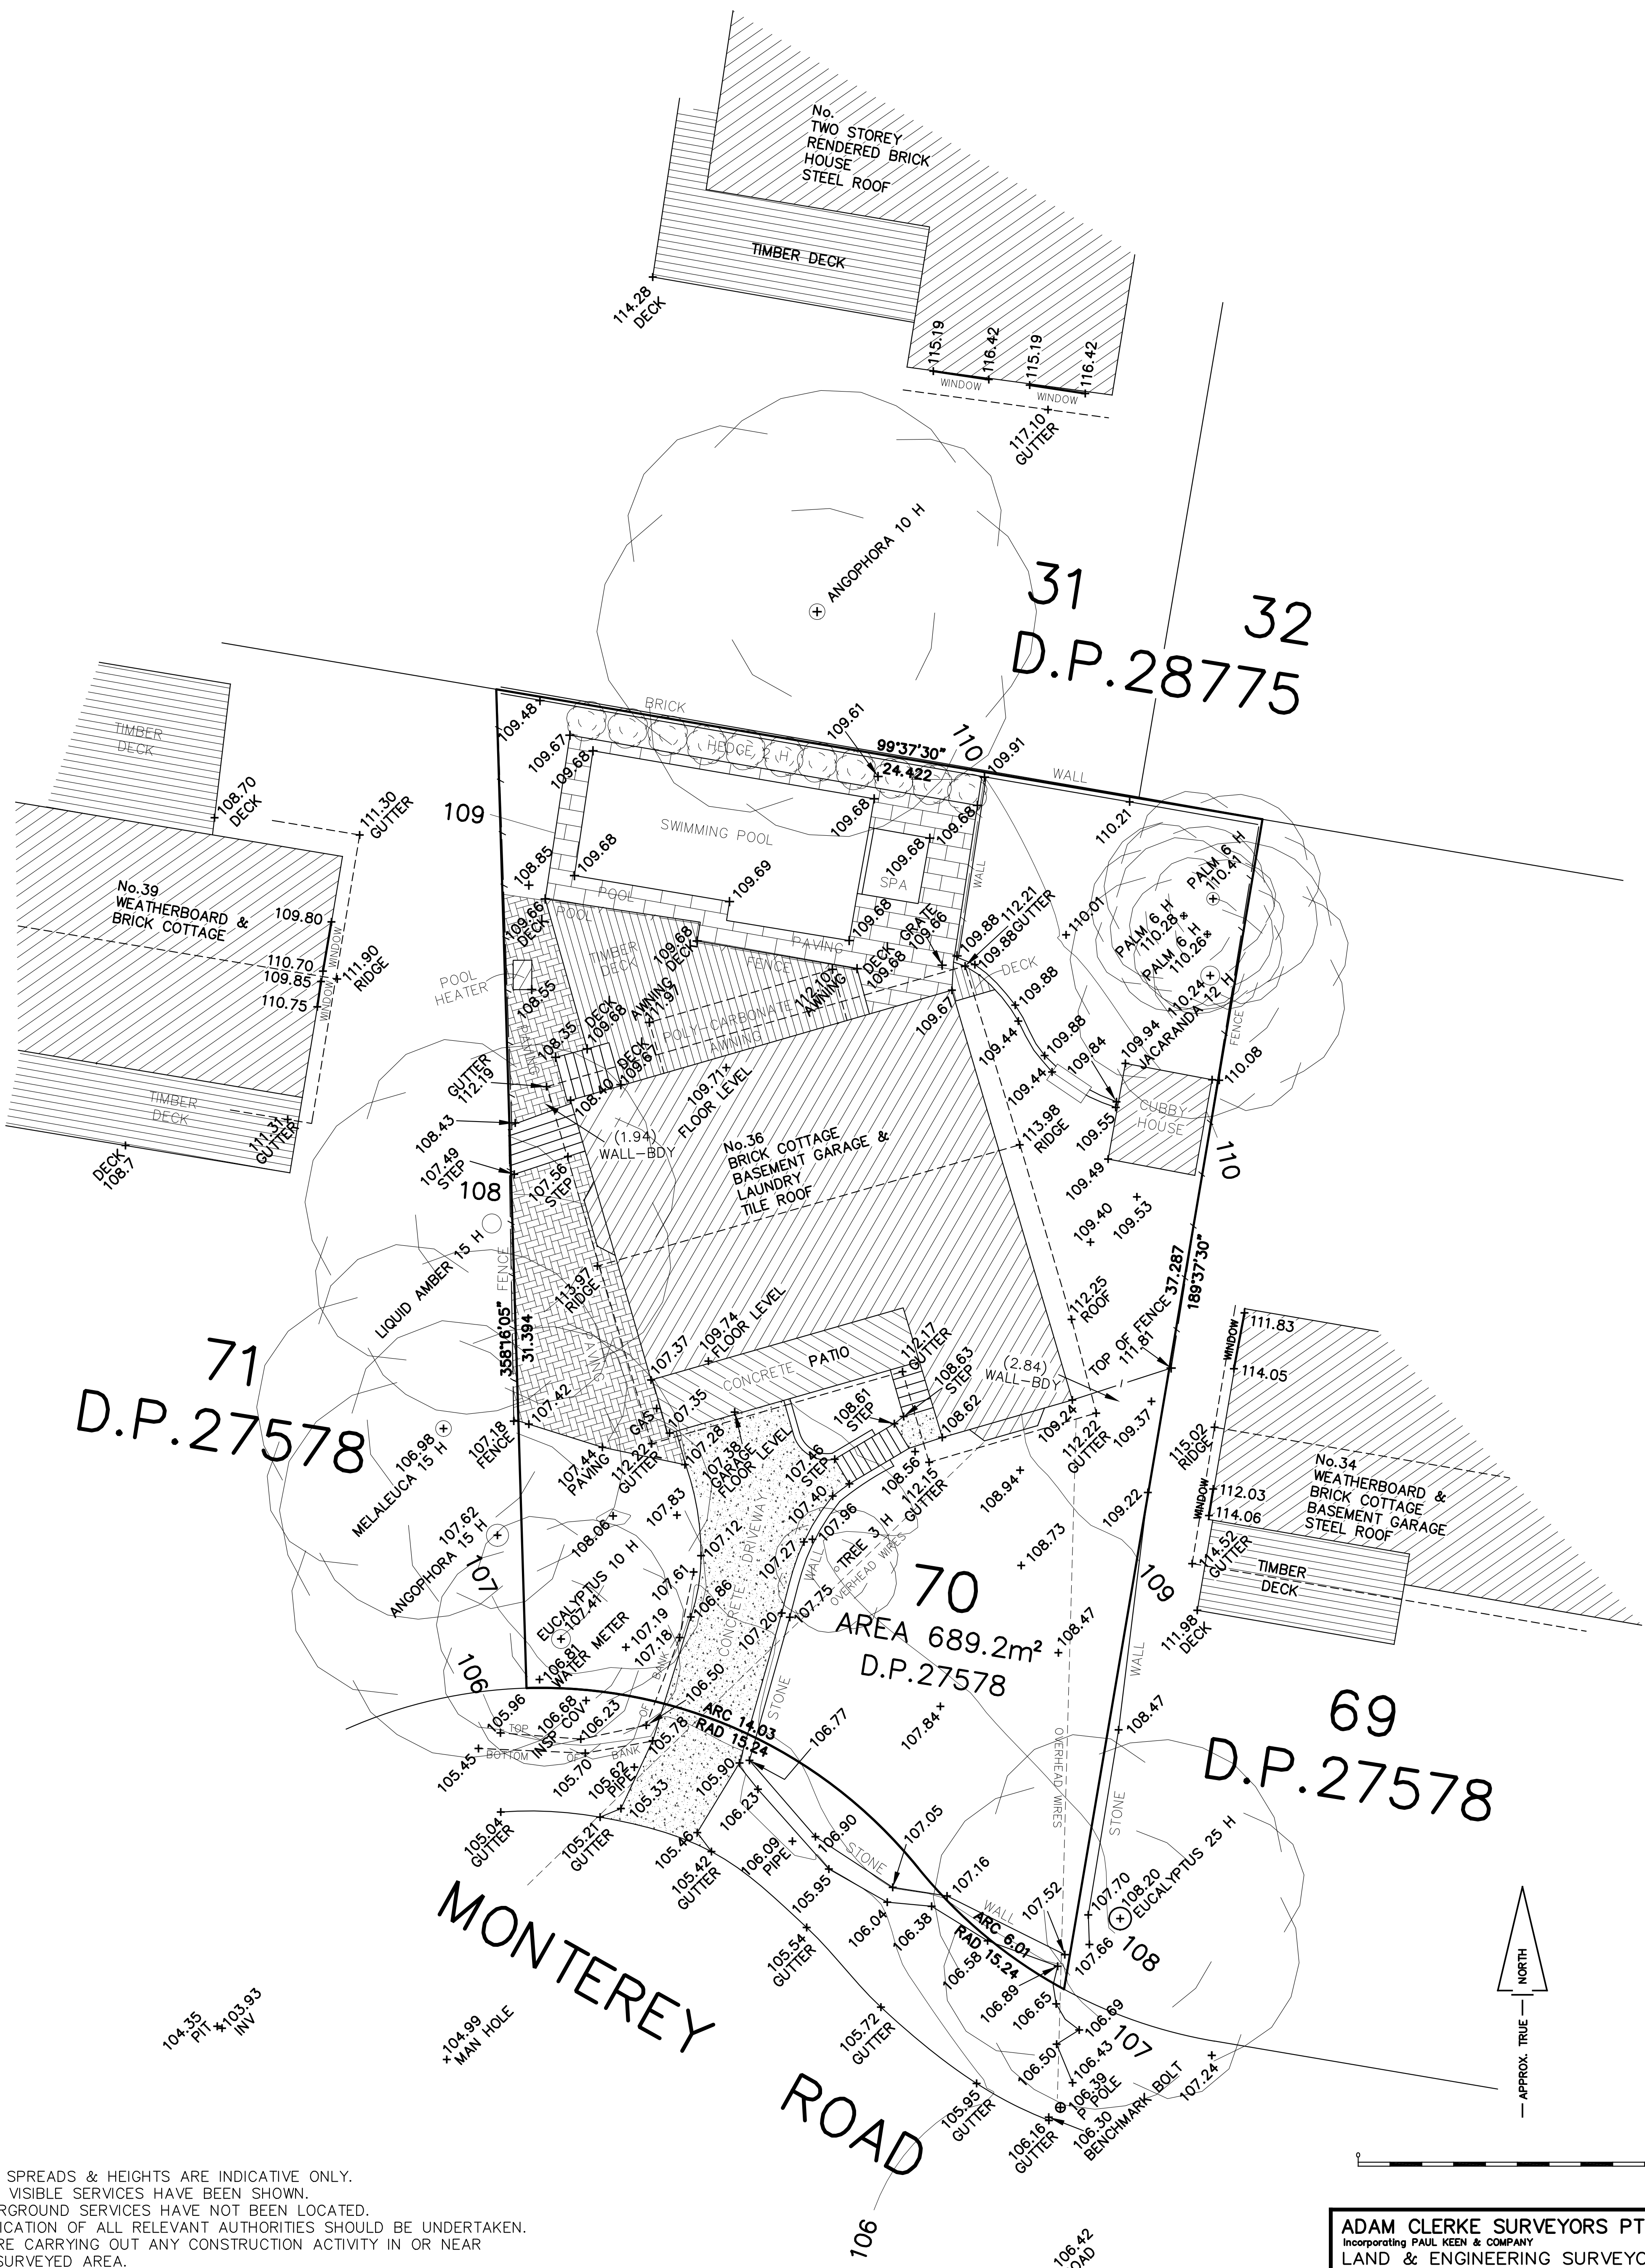 No.
TWO STOREY
RENDERED BRICK
HOUSE
STEEL ROOF
TIMBER DECK
114.28
DECK
115.19
116.42
115.19
116.42
WINDOW
WINDOW
117.10
GUTTER
ANGOPHORA 10 H
31
32
D.P.28775
TIMBER
DECK
108.70
DECK
111.30
GUTTER
No.39
WEATHERBOARD &
BRICK COTTAGE
109.80
110.70
109.85
110.75
WINDOW
WINDOW
111.90
RIDGE
TIMBER
DECK
111.31
GUTTER
DECK
108.7
BRICK
WALL
109.48
109.67
109.68
HEDGE 2 H
109.61
99°37'30"
24.422
110
109.91
110.21
109
SWIMMING POOL
109.68
109.68
109.68
SPA
WALL
108.85
109.68
109.69
POOL
POOL
PAVING
FENCE
109.66
DECK
TIMBER
DECK
109.68
DECK
109.68
DECK
109.68
GRATE
109.66
109.88
112.21
109.88
GUTTER
110.01
DECK
109.88
PALM 6 H
110.41
PALM 6 H
110.28
PALM 6 H
110.26
110.24
JACARANDA 12 H
FENCE
POOL
HEATER
108.55
PAVING
108.35
DECK
109.68
AWNING
111.97
112.10
AWNING
POLY-CARBONATE
AWNING
109.67
109.44
109.88
109.84
109.94
110.08
GUTTER
112.19
108.40
DECK
109.67
109.71
FLOOR LEVEL
109.44
CUBBY
HOUSE
109.55
109.49
110
108.43
(1.94)
WALL-BDY
107.49
STEP
108
107.56
STEP
No.36
BRICK COTTAGE
BASEMENT GARAGE &
LAUNDRY
TILE ROOF
113.98
RIDGE
109.40
109.53
LIQUID AMBER 15 H
FENCE
113.97
RIDGE
PAVING
358°16'05"
31.394
189°37'30"
37.287
112.25
ROOF
TOP OF FENCE
111.81
71
D.P.27578
107.37
109.74
FLOOR LEVEL
CONCRETE
PATIO
112.17
GUTTER
108.63
STEP
(2.84)
WALL-BDY
WINDOW
111.83
114.05
107.18
FENCE
107.42
106.98
MELALEUCA 15 H
107.44
PAVING
GAS
107.35
112.22
GUTTER
107.28
107.38
GARAGE
FLOOR LEVEL
107.46
STEP
108.61
STEP
108.62
108.56
112.15
GUTTER
109.24
112.22
GUTTER
109.37
115.02
RIDGE
No.34
WEATHERBOARD &
BRICK COTTAGE
BASEMENT GARAGE
STEEL ROOF
WINDOW
112.03
114.06
114.52
GUTTER
TIMBER
DECK
111.98
DECK
107.62
ANGOPHORA 15 H
108.06
107.83
107.12
107.40
107.96
107.27
TREE 3 H
OVERHEAD WIRES
108.94
108.73
109.22
109
107
EUCALYPTUS 10 H
107.41
107.61
106.86
CONCRETE DRIVEWAY
WALL
107.20
107.75
70
AREA 689.2m²
D.P.27578
108.47
WALL
106
106.81
WATER METER
107.19
107.18
BANK
OF
106.50
STONE
105.96
TOP
106.68
INSP COV
106.23
105.78
ARC 14.03
RAD 15.24
106.77
107.84
OVERHEAD WIRES
108.47
STONE
69
D.P.27578
105.45
BOTTOM
OF
BANK
105.70
105.62
PIPE
105.33
105.90
106.23
105.04
GUTTER
105.21
GUTTER
105.46
105.42
GUTTER
106.09
PIPE
106.90
STONE
107.05
105.95
106.04
107.16
WALL
106.38
ARC 6.01
RAD 15.24
106.58
107.52
107.70
108.20
EUCALYPTUS 25 H
107.66
108
MONTEREY
ROAD
105.54
GUTTER
106.89
106.65
106.69
107
105.72
GUTTER
106.50
106.43
106.39
P POLE
107.24
105.95
GUTTER
106.16
GUTTER
106.30
BENCHMARK BOLT
104.35
PIT
103.93
INV
104.99
MAN HOLE
APPROX. TRUE
NORTH
0
106
106.42
SPREADS & HEIGHTS ARE INDICATIVE ONLY.
VISIBLE SERVICES HAVE BEEN SHOWN.
RGROUND SERVICES HAVE NOT BEEN LOCATED.
ICATION OF ALL RELEVANT AUTHORITIES SHOULD BE UNDERTAKEN.
RE CARRYING OUT ANY CONSTRUCTION ACTIVITY IN OR NEAR
SURVEYED AREA.
ADAM CLERKE SURVEYORS PT
Incorporating PAUL KEEN & COMPANY
LAND & ENGINEERING SURVEYO